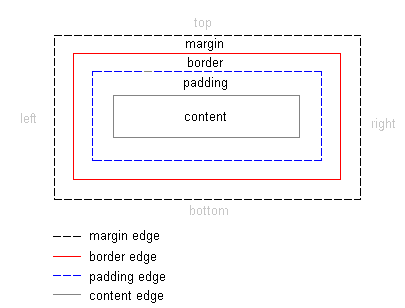 top
margin
border
padding
left
content
right
bottom
margin edge
border edge
padding edge
content edge